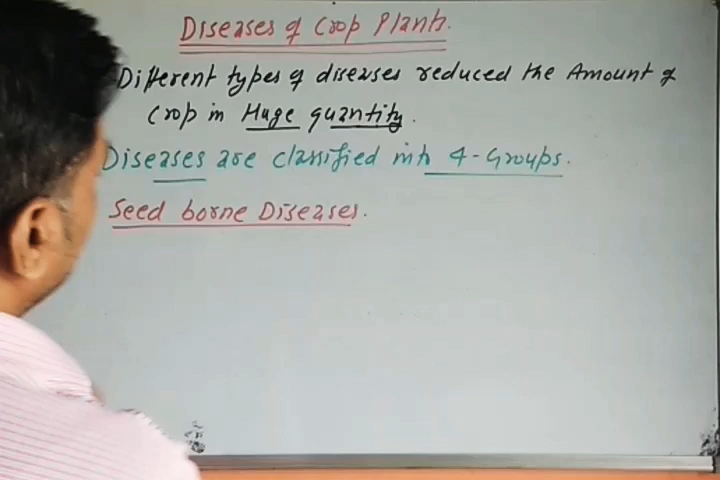 Diseases of Crop Plants.
Different types of diseases reduced the Amount of
Crop in Huge quantity.
Diseases are classified into 4-Groups.
Seed borne Diseases.